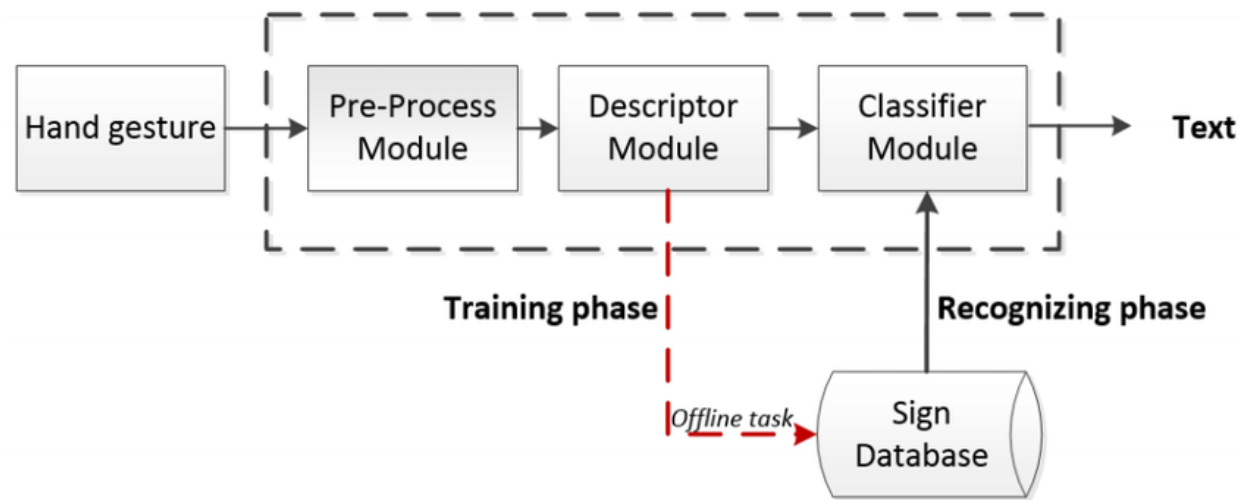 Hand gesture
Pre-Process
Module
Descriptor
Module
Classifier
Module
Text
Training phase
Recognizing phase
Offline task
Sign
Database